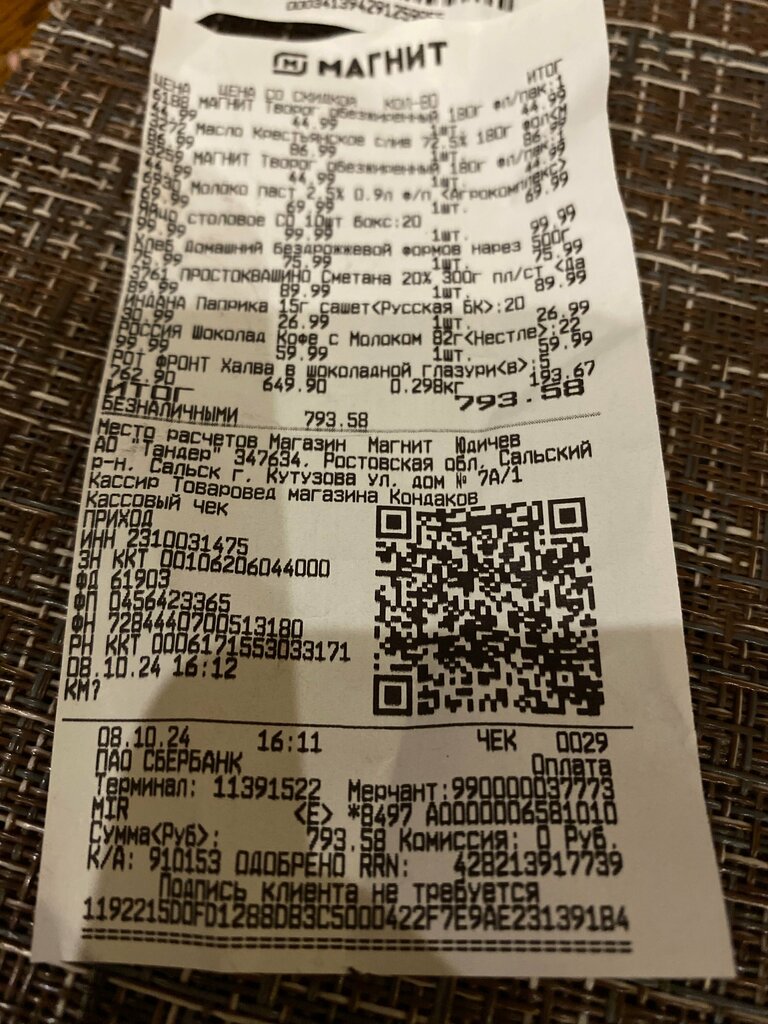 МАГНИТ
ИТОГ
ЦЕНА ЦЕНА СО СКИДКОЙ КОЛ-ВО
МАГНИТ Творог обезжиренный 180г фл/пак:1
44.99 1шт. 44.99
Масло Крестьянское слив 72.5% 180г фольг
86.99 1шт. 86.99
МАГНИТ Творог обезжиренный 180г фл/пак:1
44.99 44.99 1шт. 44.99
Молоко паст 2.5% 0.9л ф/п <Агрокомплекс>
69.99 69.99 1шт. 69.99
столовое СО 10шт Бокс:20
99.99 99.99 1шт. 99.99
Хлеб Домашний бездрожжевой формов нарез 500г
75.99 75.99 1шт. 75.99
3761 ПРОСТОКВАШИНО Сметана 20% 300г пл/ст <Да
89.99 89.99 1шт. 89.99
ИНДАНА Паприка 15г сашет<Русская БК>:20
30.99 26.99 1шт. 26.99
РОССИЯ Шоколад Кофе с Молоком 82г<Нестле>:22
99.99 59.99 1шт. 59.99
РОТ ФРОНТ Халва в шоколадной глазури<в>:5
762.90 649.90 0.298кг 193.67
ИТОГ 793.58
БЕЗНАЛИЧНЫМИ 793.58
Место расчетов Магазин Магнит Юдичев
АО "Тандер" 347634, Ростовская обл, Сальский
р-н, Сальск г, Кутузова ул, дом № 7А/1
Кассир Товаровед магазина Кондаков
Кассовый чек
ПРИХОД
ИНН 2310031475
ЗН ККТ 00106206044000
ФД 61903
ФП 0456423365
ФН 7284440700513180
РН ККТ 0006171553033171
08.10.24 16:12
КМ?
08.10.24 16:11 ЧЕК 0029
ПАО СБЕРБАНК Оплата
Терминал: 11391522 Мерчант:990000037773
MIR <E> *8497 A0000006581010
Сумма<Руб>: 793.58 Комиссия: 0 Руб.
К/А: 910153 ОДОБРЕНО RRN: 428213917739
Подпись клиента не требуется
1192215D0FD1288DB3C5000422F7E9AE231391B4